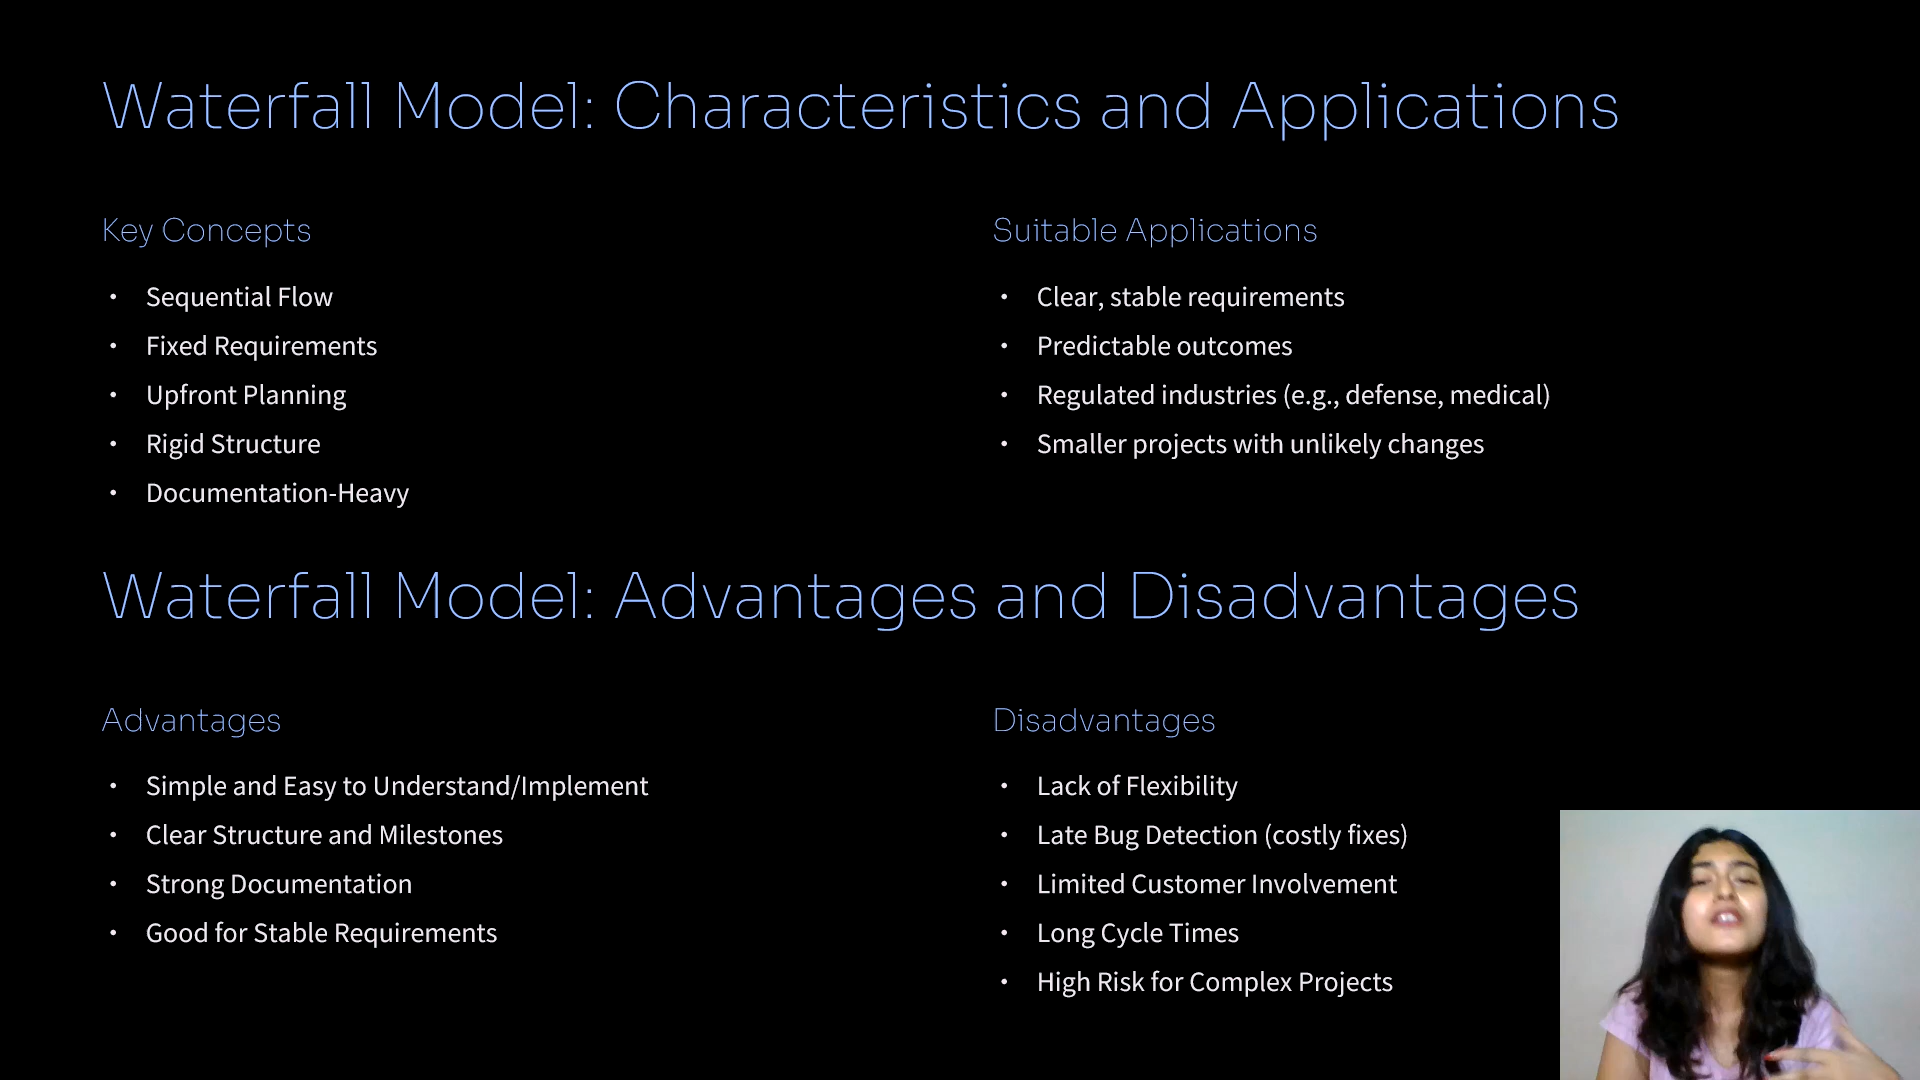 Waterfall Model: Characteristics and Applications
Key Concepts
• Sequential Flow
• Fixed Requirements
• Upfront Planning
• Rigid Structure
• Documentation-Heavy
Suitable Applications
• Clear, stable requirements
• Predictable outcomes
• Regulated industries (e.g., defense, medical)
• Smaller projects with unlikely changes
Waterfall Model: Advantages and Disadvantages
Advantages
• Simple and Easy to Understand/Implement
• Clear Structure and Milestones
• Strong Documentation
• Good for Stable Requirements
Disadvantages
• Lack of Flexibility
• Late Bug Detection (costly fixes)
• Limited Customer Involvement
• Long Cycle Times
• High Risk for Complex Projects